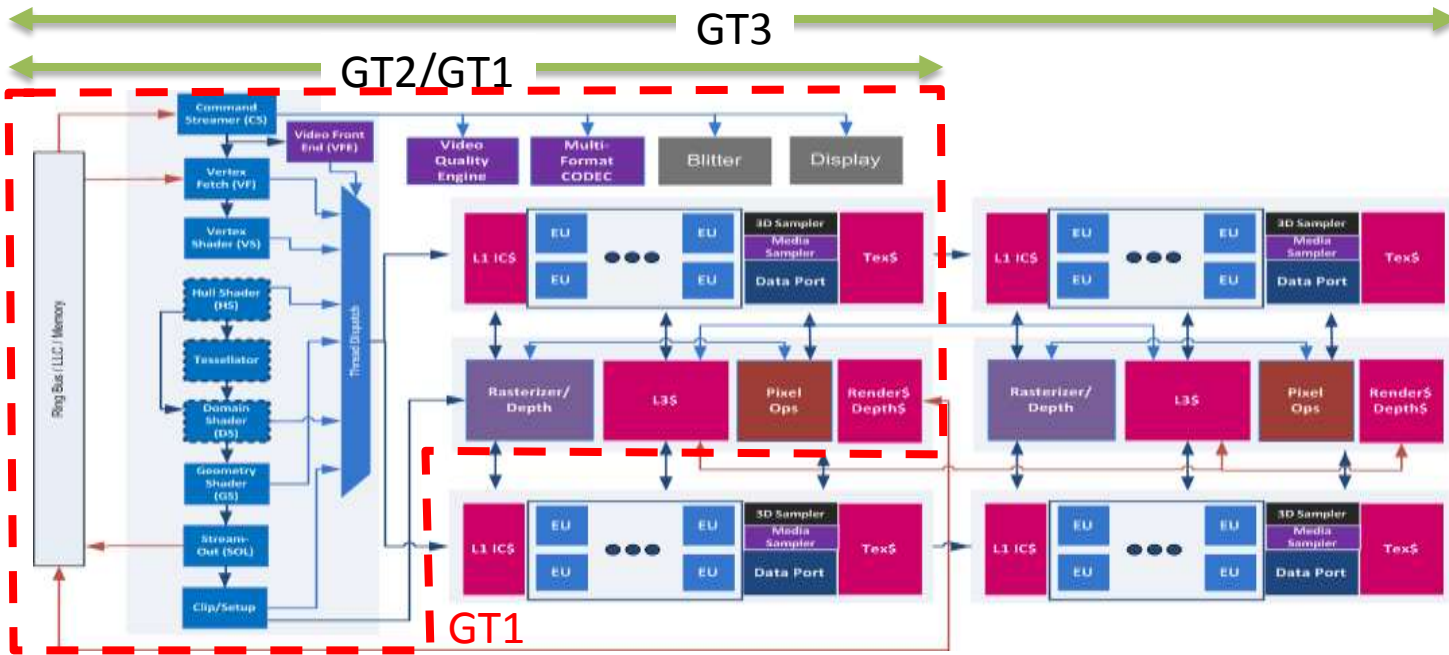 GT3
GT2/GT1
Command
Streamer (CS)
Video Front
End (VFE)
Video
Quality
Engine
Multi-
Format
CODEC
Blitter
Display
Ring Bus / LLC / Memory
Vertex
Fetch (VF)
Vertex
Shader (VS)
Hull Shader
(HS)
Tessellator
Domain
Shader
(DS)
Geometry
Shader
(GS)
Stream-
Out (SOL)
Clip/Setup
Thread Dispatch
L1 IC$
EU
EU
EU
EU
3D Sampler
Media
Sampler
Data Port
Tex$
L1 IC$
EU
EU
EU
EU
3D Sampler
Media
Sampler
Data Port
Tex$
Rasterizer/
Depth
L3$
Pixel
Ops
Render$
Depth$
Rasterizer/
Depth
L3$
Pixel
Ops
Render$
Depth$
L1 IC$
EU
EU
EU
EU
3D Sampler
Media
Sampler
Data Port
Tex$
L1 IC$
EU
EU
EU
EU
3D Sampler
Media
Sampler
Data Port
Tex$
GT1